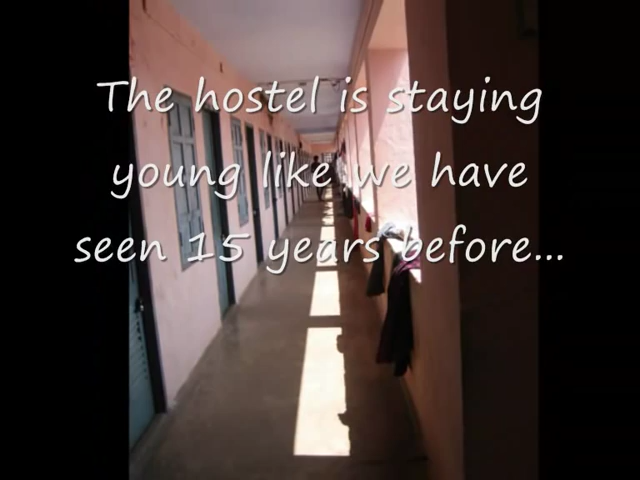 The hostel is staying
young like we have
seen 15 years before...